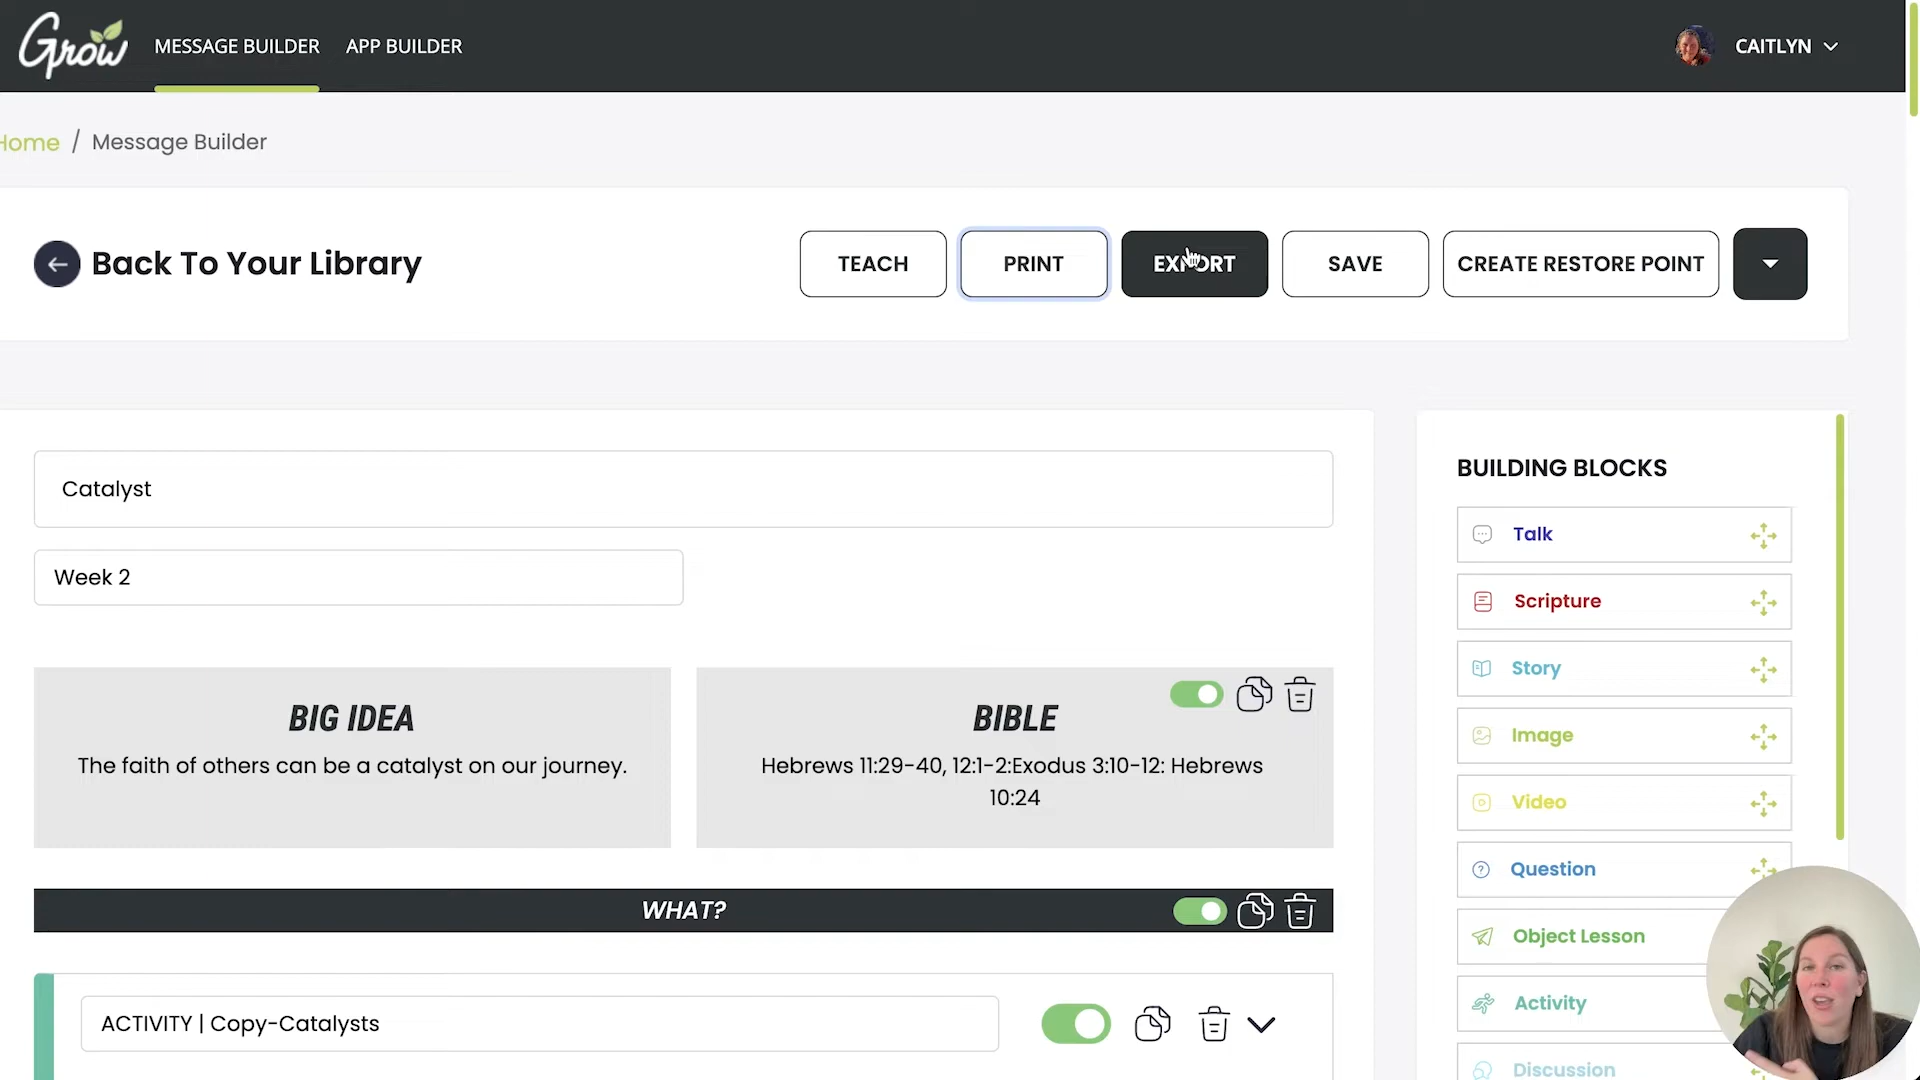 Grow
MESSAGE BUILDER
APP BUILDER
CAITLYN
Home / Message Builder
Back To Your Library
TEACH
PRINT
EXPORT
SAVE
CREATE RESTORE POINT
Catalyst
Week 2
BIG IDEA
The faith of others can be a catalyst on our journey.
BIBLE
Hebrews 11:29-40, 12:1-2:Exodus 3:10-12: Hebrews
10:24
WHAT?
ACTIVITY | Copy-Catalysts
BUILDING BLOCKS
Talk
Scripture
Story
Image
Video
Question
Object Lesson
Activity
Discussion